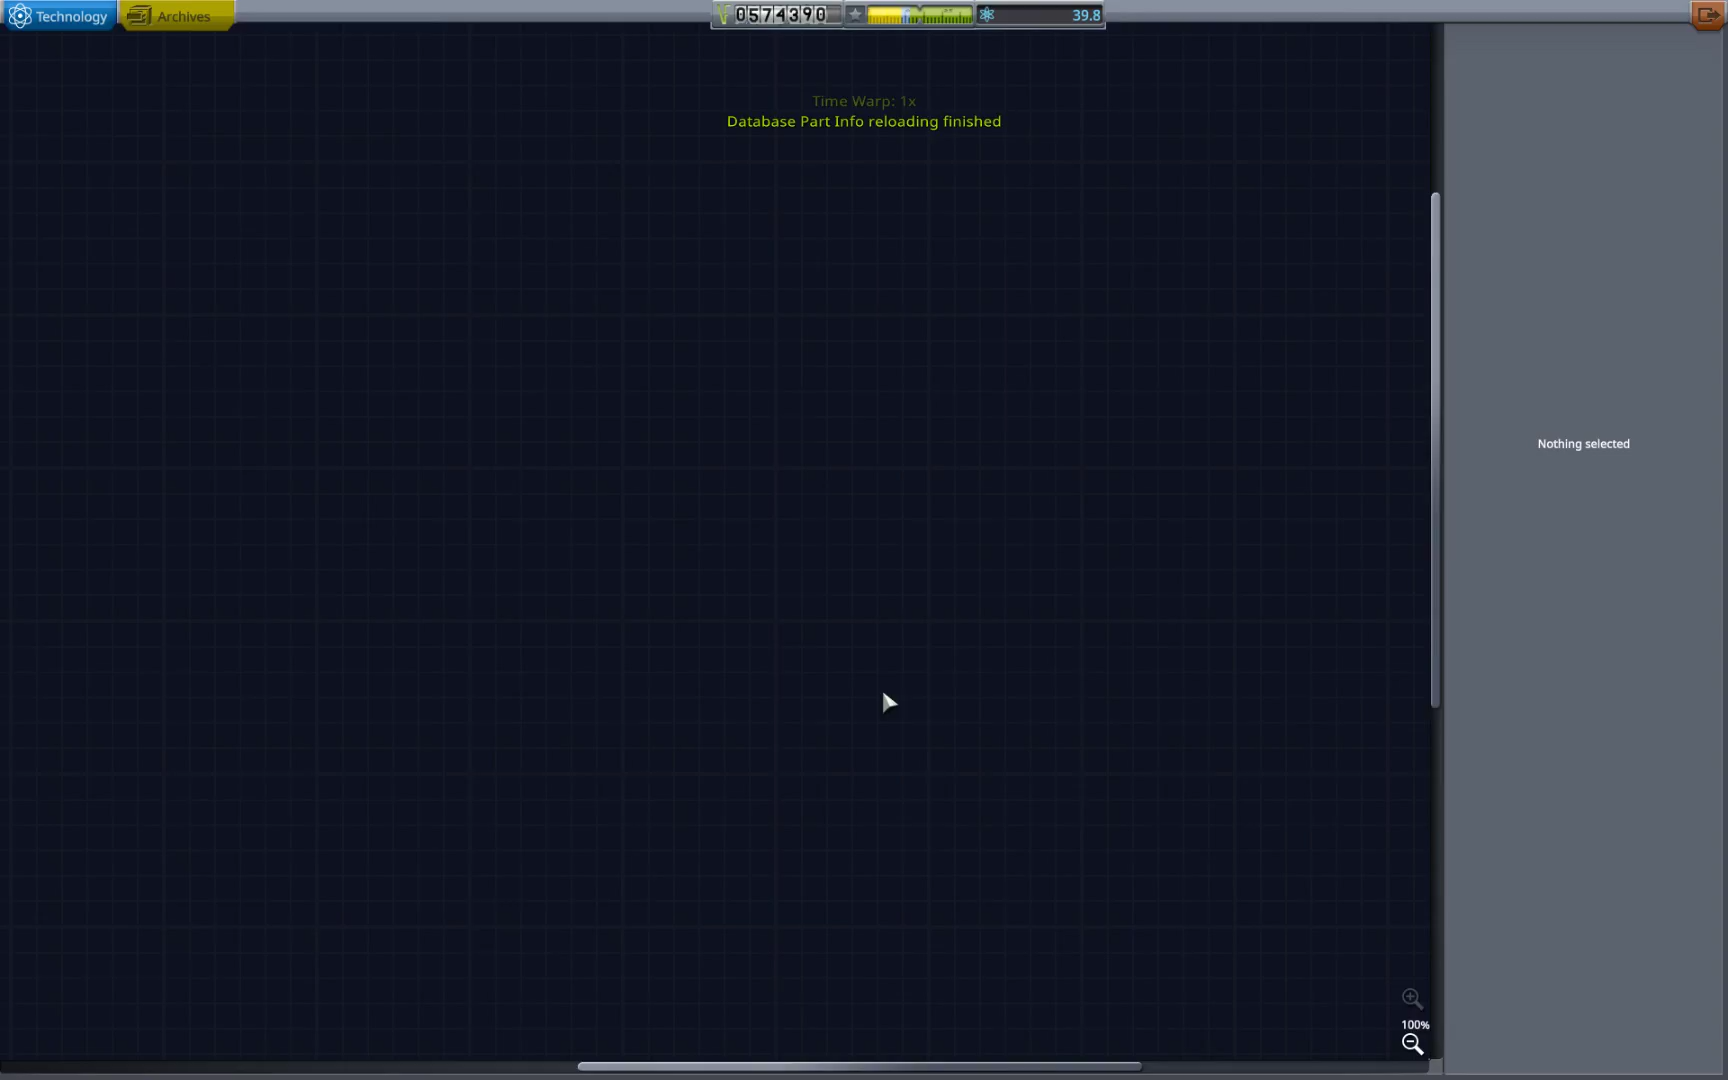 Technology
Archives
0574390
39.8
Time Warp: 1x
Database Part Info reloading finished
Nothing selected
100%